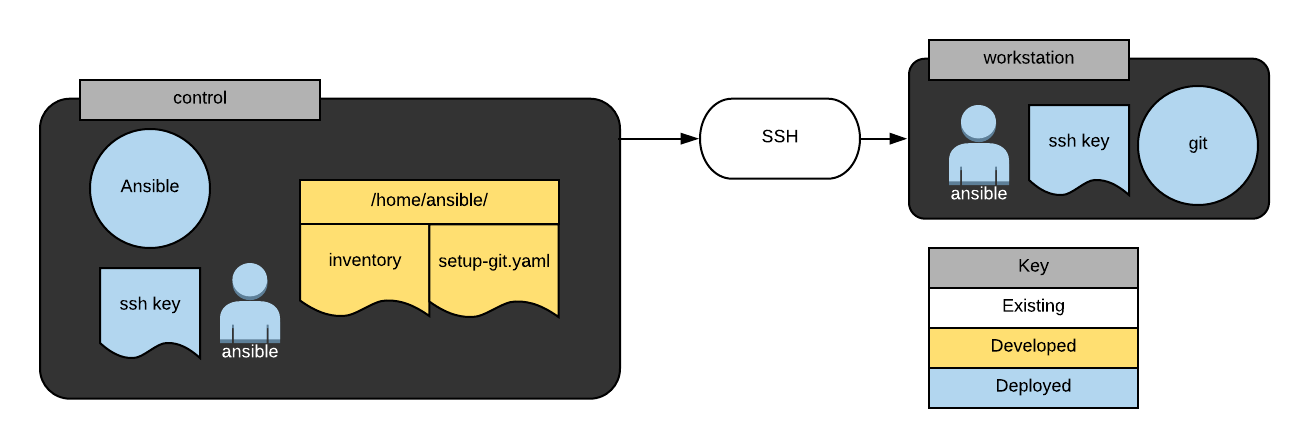 control
Ansible
ssh key
ansible
/home/ansible/
inventory
setup-git.yaml
SSH
workstation
ansible
ssh key
git
Key
Existing
Developed
Deployed